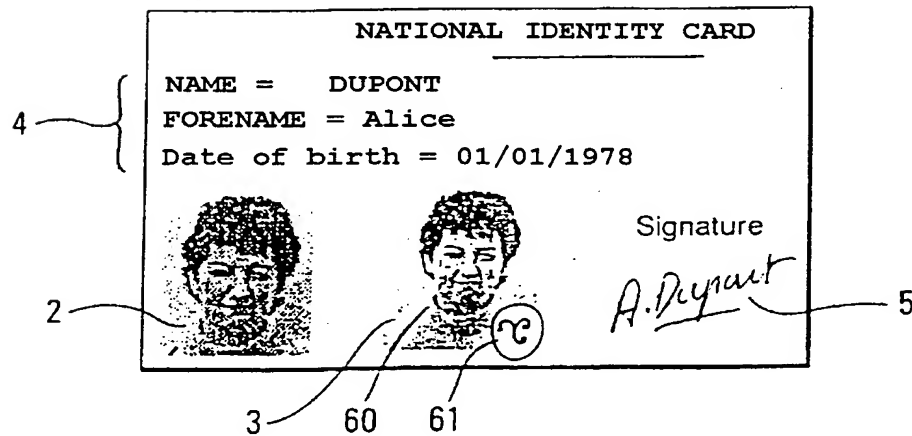 NATIONAL IDENTITY CARD
NAME = DUPONT
FORENAME = Alice
Date of birth = 01/01/1978
4
Signature
A.Dupont
2
5
3
60
61